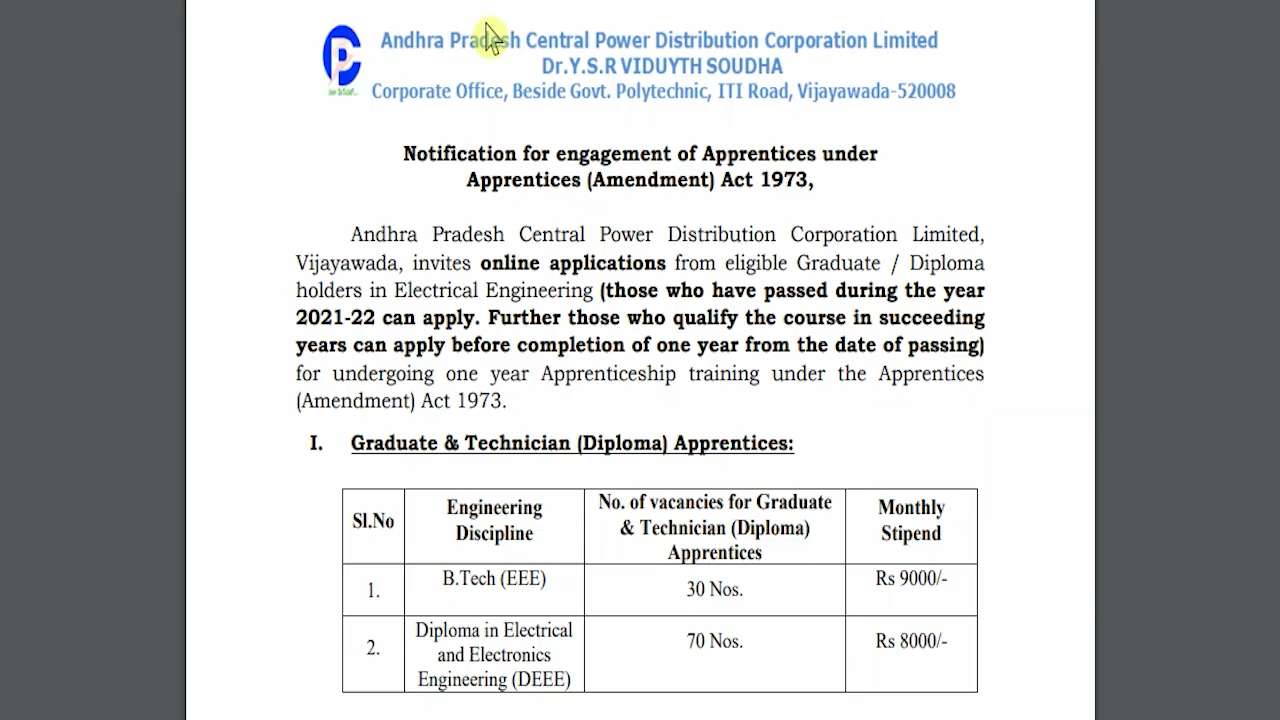 Andhra Pradesh Central Power Distribution Corporation Limited
Dr.Y.S.R VIDUYTH SOUDHA
Corporate Office, Beside Govt. Polytechnic, ITI Road, Vijayawada-520008
Notification for engagement of Apprentices under
Apprentices (Amendment) Act 1973,
Andhra Pradesh Central Power Distribution Corporation Limited,
Vijayawada, invites online applications from eligible Graduate / Diploma
holders in Electrical Engineering (those who have passed during the year
2021-22 can apply. Further those who qualify the course in succeeding
years can apply before completion of one year from the date of passing)
for undergoing one year Apprenticeship training under the Apprentices
(Amendment) Act 1973.
I. Graduate & Technician (Diploma) Apprentices:
Sl.No
Engineering
Discipline
No. of vacancies for Graduate
& Technician (Diploma)
Apprentices
Monthly
Stipend
1.
B.Tech (EEE)
30 Nos.
Rs 9000/-
2.
Diploma in Electrical
and Electronics
Engineering (DEEE)
70 Nos.
Rs 8000/-